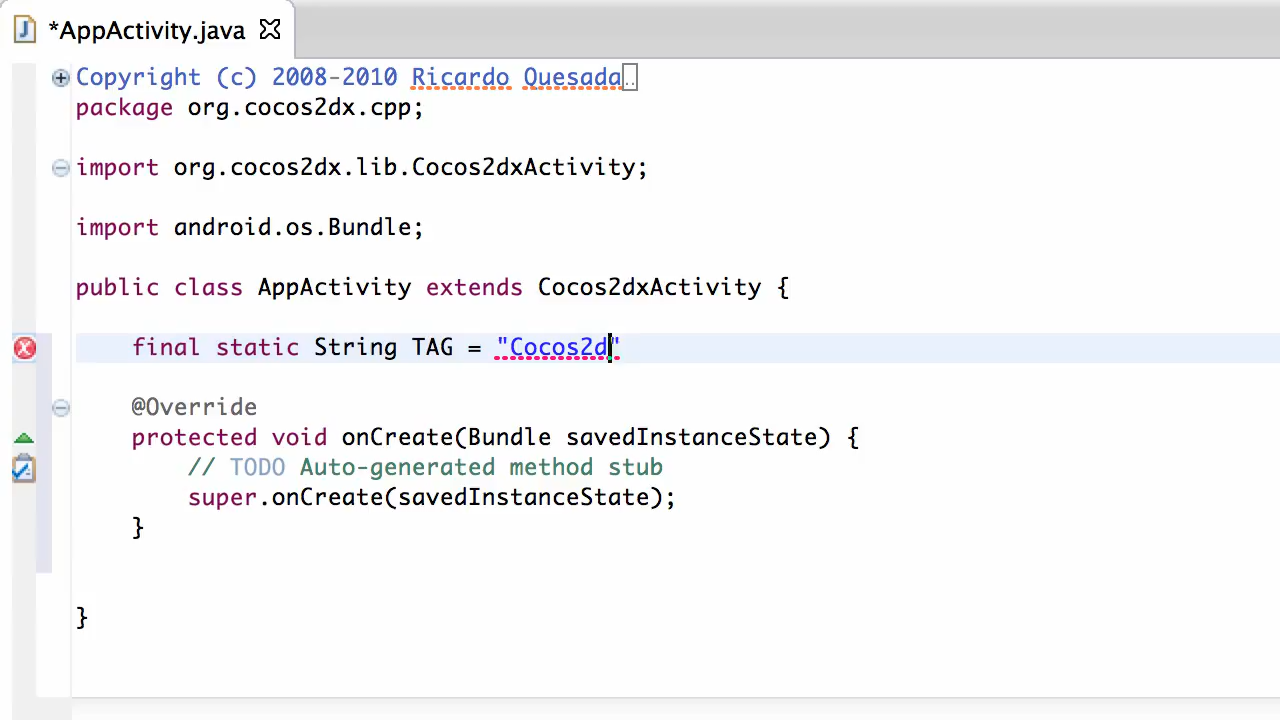 *AppActivity.java
Copyright (c) 2008-2010 Ricardo Quesada..
package org.cocos2dx.cpp;
import org.cocos2dx.lib.Cocos2dxActivity;
import android.os.Bundle;
public class AppActivity extends Cocos2dxActivity {
final static String TAG = "Cocos2d"
@Override
protected void onCreate(Bundle savedInstanceState) {
// TODO Auto-generated method stub
super.onCreate(savedInstanceState);
}
}